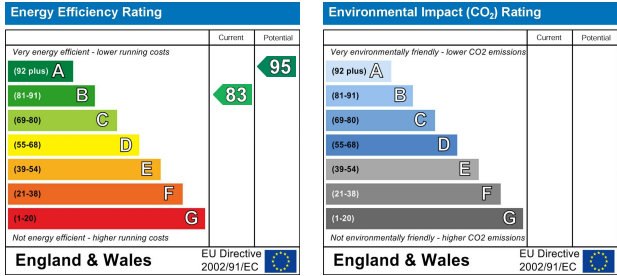 Energy Efficiency Rating
Current Potential
Very energy efficient - lower running costs
(92 plus) A
(81-91) B
(69-80) C
(55-68) D
(39-54) E
(21-38) F
(1-20) G
83
95
Not energy efficient - higher running costs
England & Wales
EU Directive
2002/91/EC
Environmental Impact (CO₂) Rating
Current Potential
Very environmentally friendly - lower CO2 emissions
(92 plus) A
(81-91) B
(69-80) C
(55-68) D
(39-54) E
(21-38) F
(1-20) G
Not environmentally friendly - higher CO2 emissions
England & Wales
EU Directive
2002/91/EC